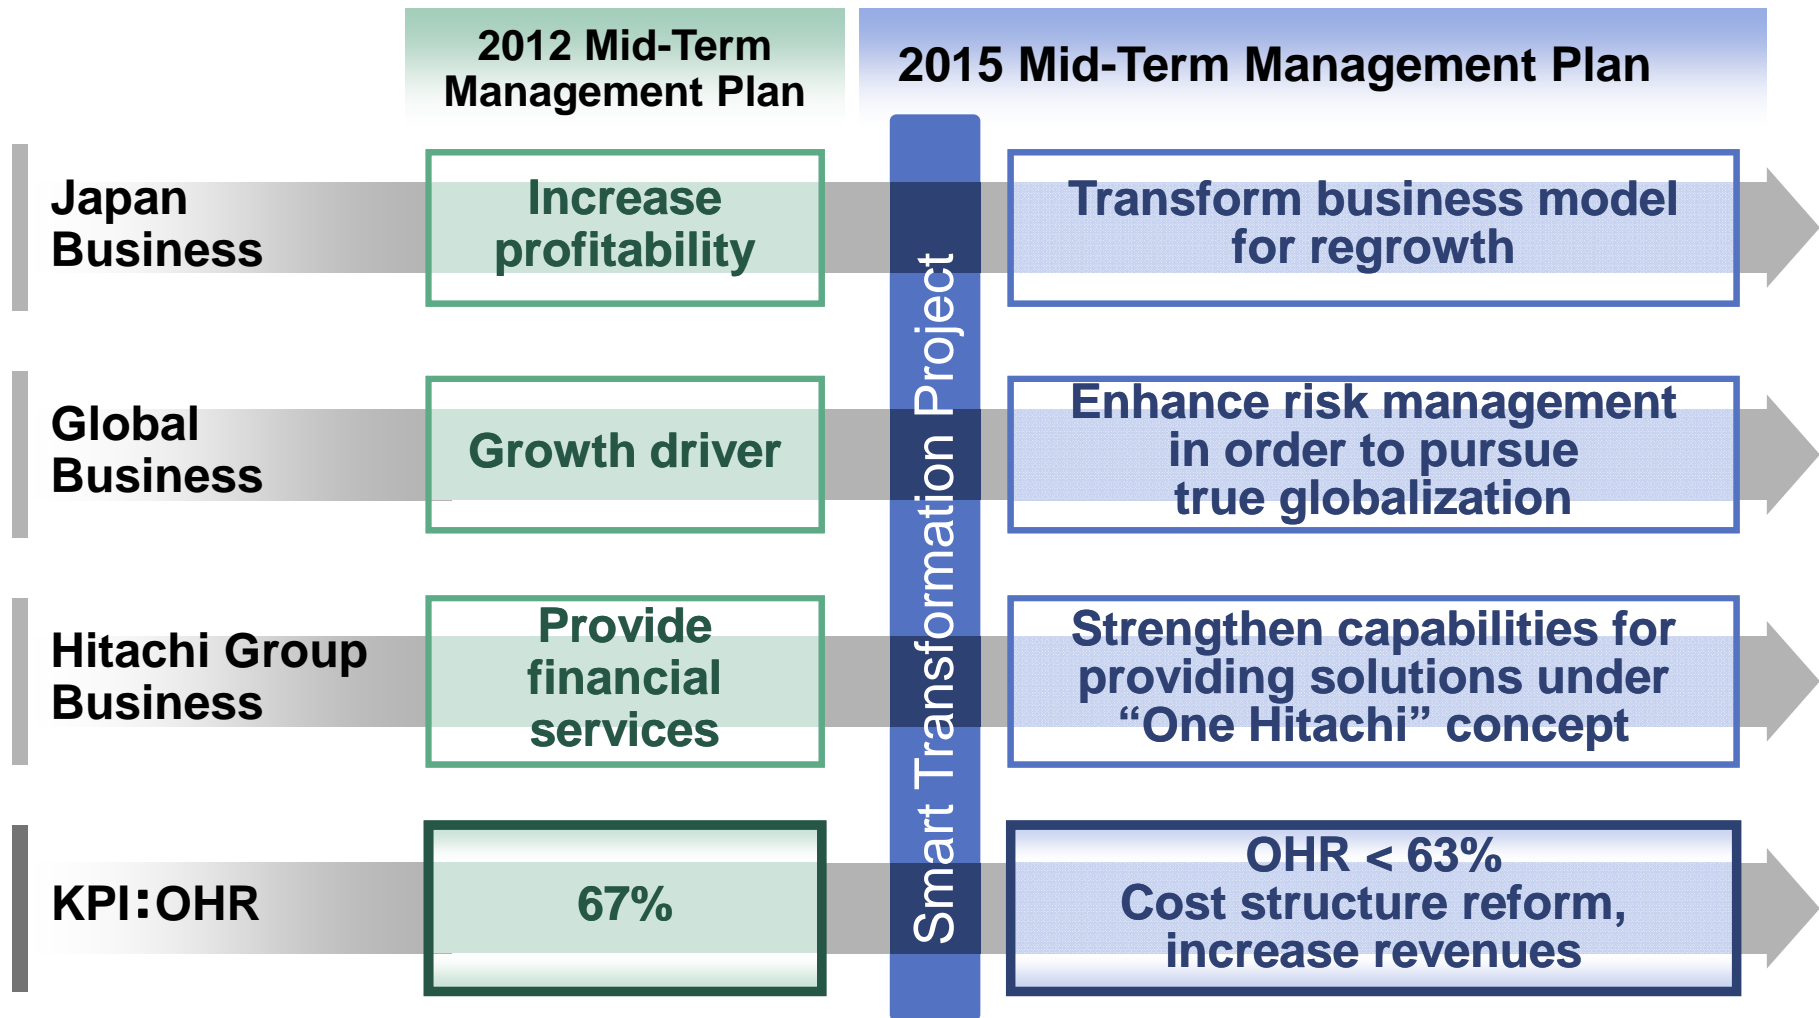 2012 Mid-Term
Management Plan
2015 Mid-Term Management Plan
Smart Transformation Project
Japan
Business
Increase
profitability
Transform business model
for regrowth
Global
Business
Growth driver
Enhance risk management
in order to pursue
true globalization
Hitachi Group
Business
Provide
financial
services
Strengthen capabilities for
providing solutions under
“One Hitachi” concept
KPI:OHR
67%
OHR < 63%
Cost structure reform,
increase revenues